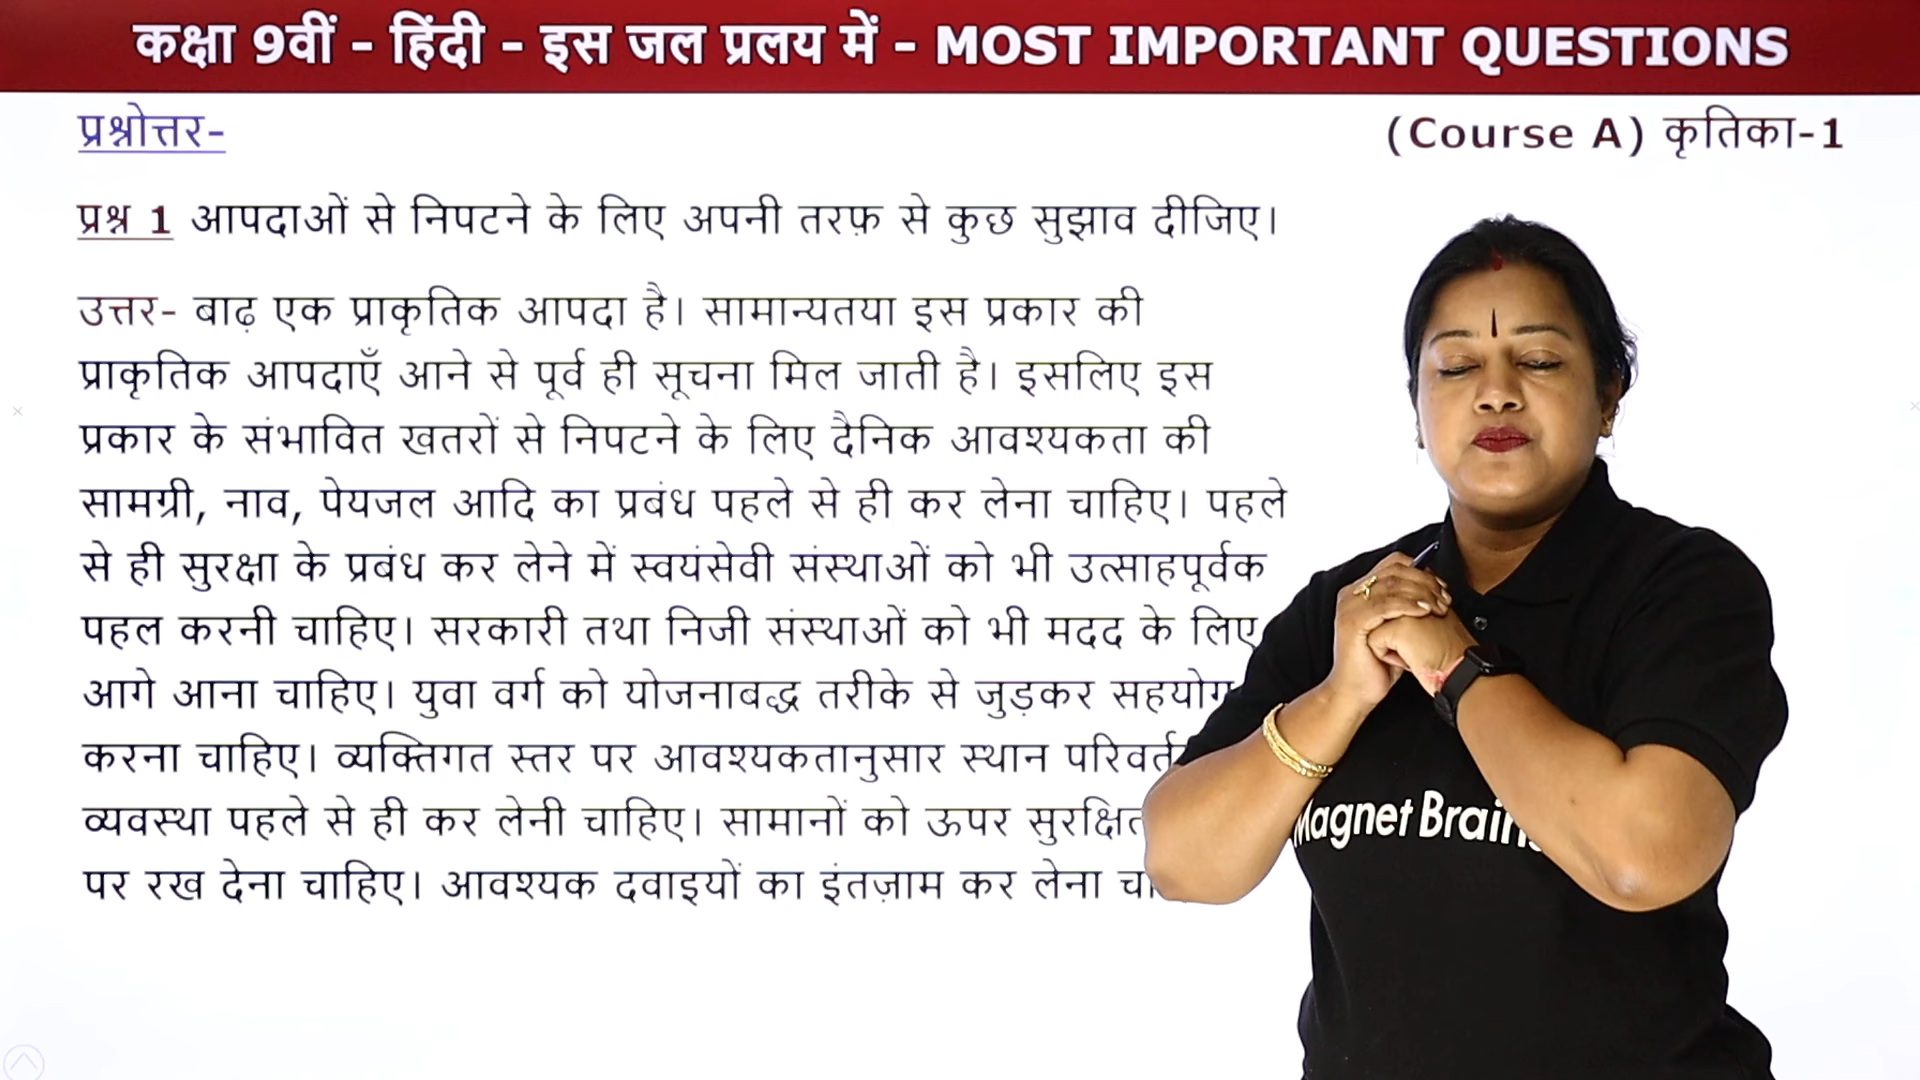 कक्षा 9वीं - हिंदी - इस जल प्रलय में - MOST IMPORTANT QUESTIONS
प्रश्नोत्तर-
(Course A) कृतिका-1
प्रश्न 1 आपदाओं से निपटने के लिए अपनी तरफ़ से कुछ सुझाव दीजिए।
उत्तर- बाढ़ एक प्राकृतिक आपदा है। सामान्यतया इस प्रकार की
प्राकृतिक आपदाएँ आने से पूर्व ही सूचना मिल जाती है। इसलिए इस
प्रकार के संभावित खतरों से निपटने के लिए दैनिक आवश्यकता की
सामग्री, नाव, पेयजल आदि का प्रबंध पहले से ही कर लेना चाहिए। पहले
से ही सुरक्षा के प्रबंध कर लेने में स्वयंसेवी संस्थाओं को भी उत्साहपूर्वक
पहल करनी चाहिए। सरकारी तथा निजी संस्थाओं को भी मदद के लिए
आगे आना चाहिए। युवा वर्ग को योजनाबद्ध तरीके से जुड़कर सहयोग
करना चाहिए। व्यक्तिगत स्तर पर आवश्यकतानुसार स्थान
व्यवस्था पहले से ही कर लेनी चाहिए। सामानों को ऊपर
पर रख देना चाहिए। आवश्यक दवाइयों का इंतज़ाम कर लेना
Magnet Brains